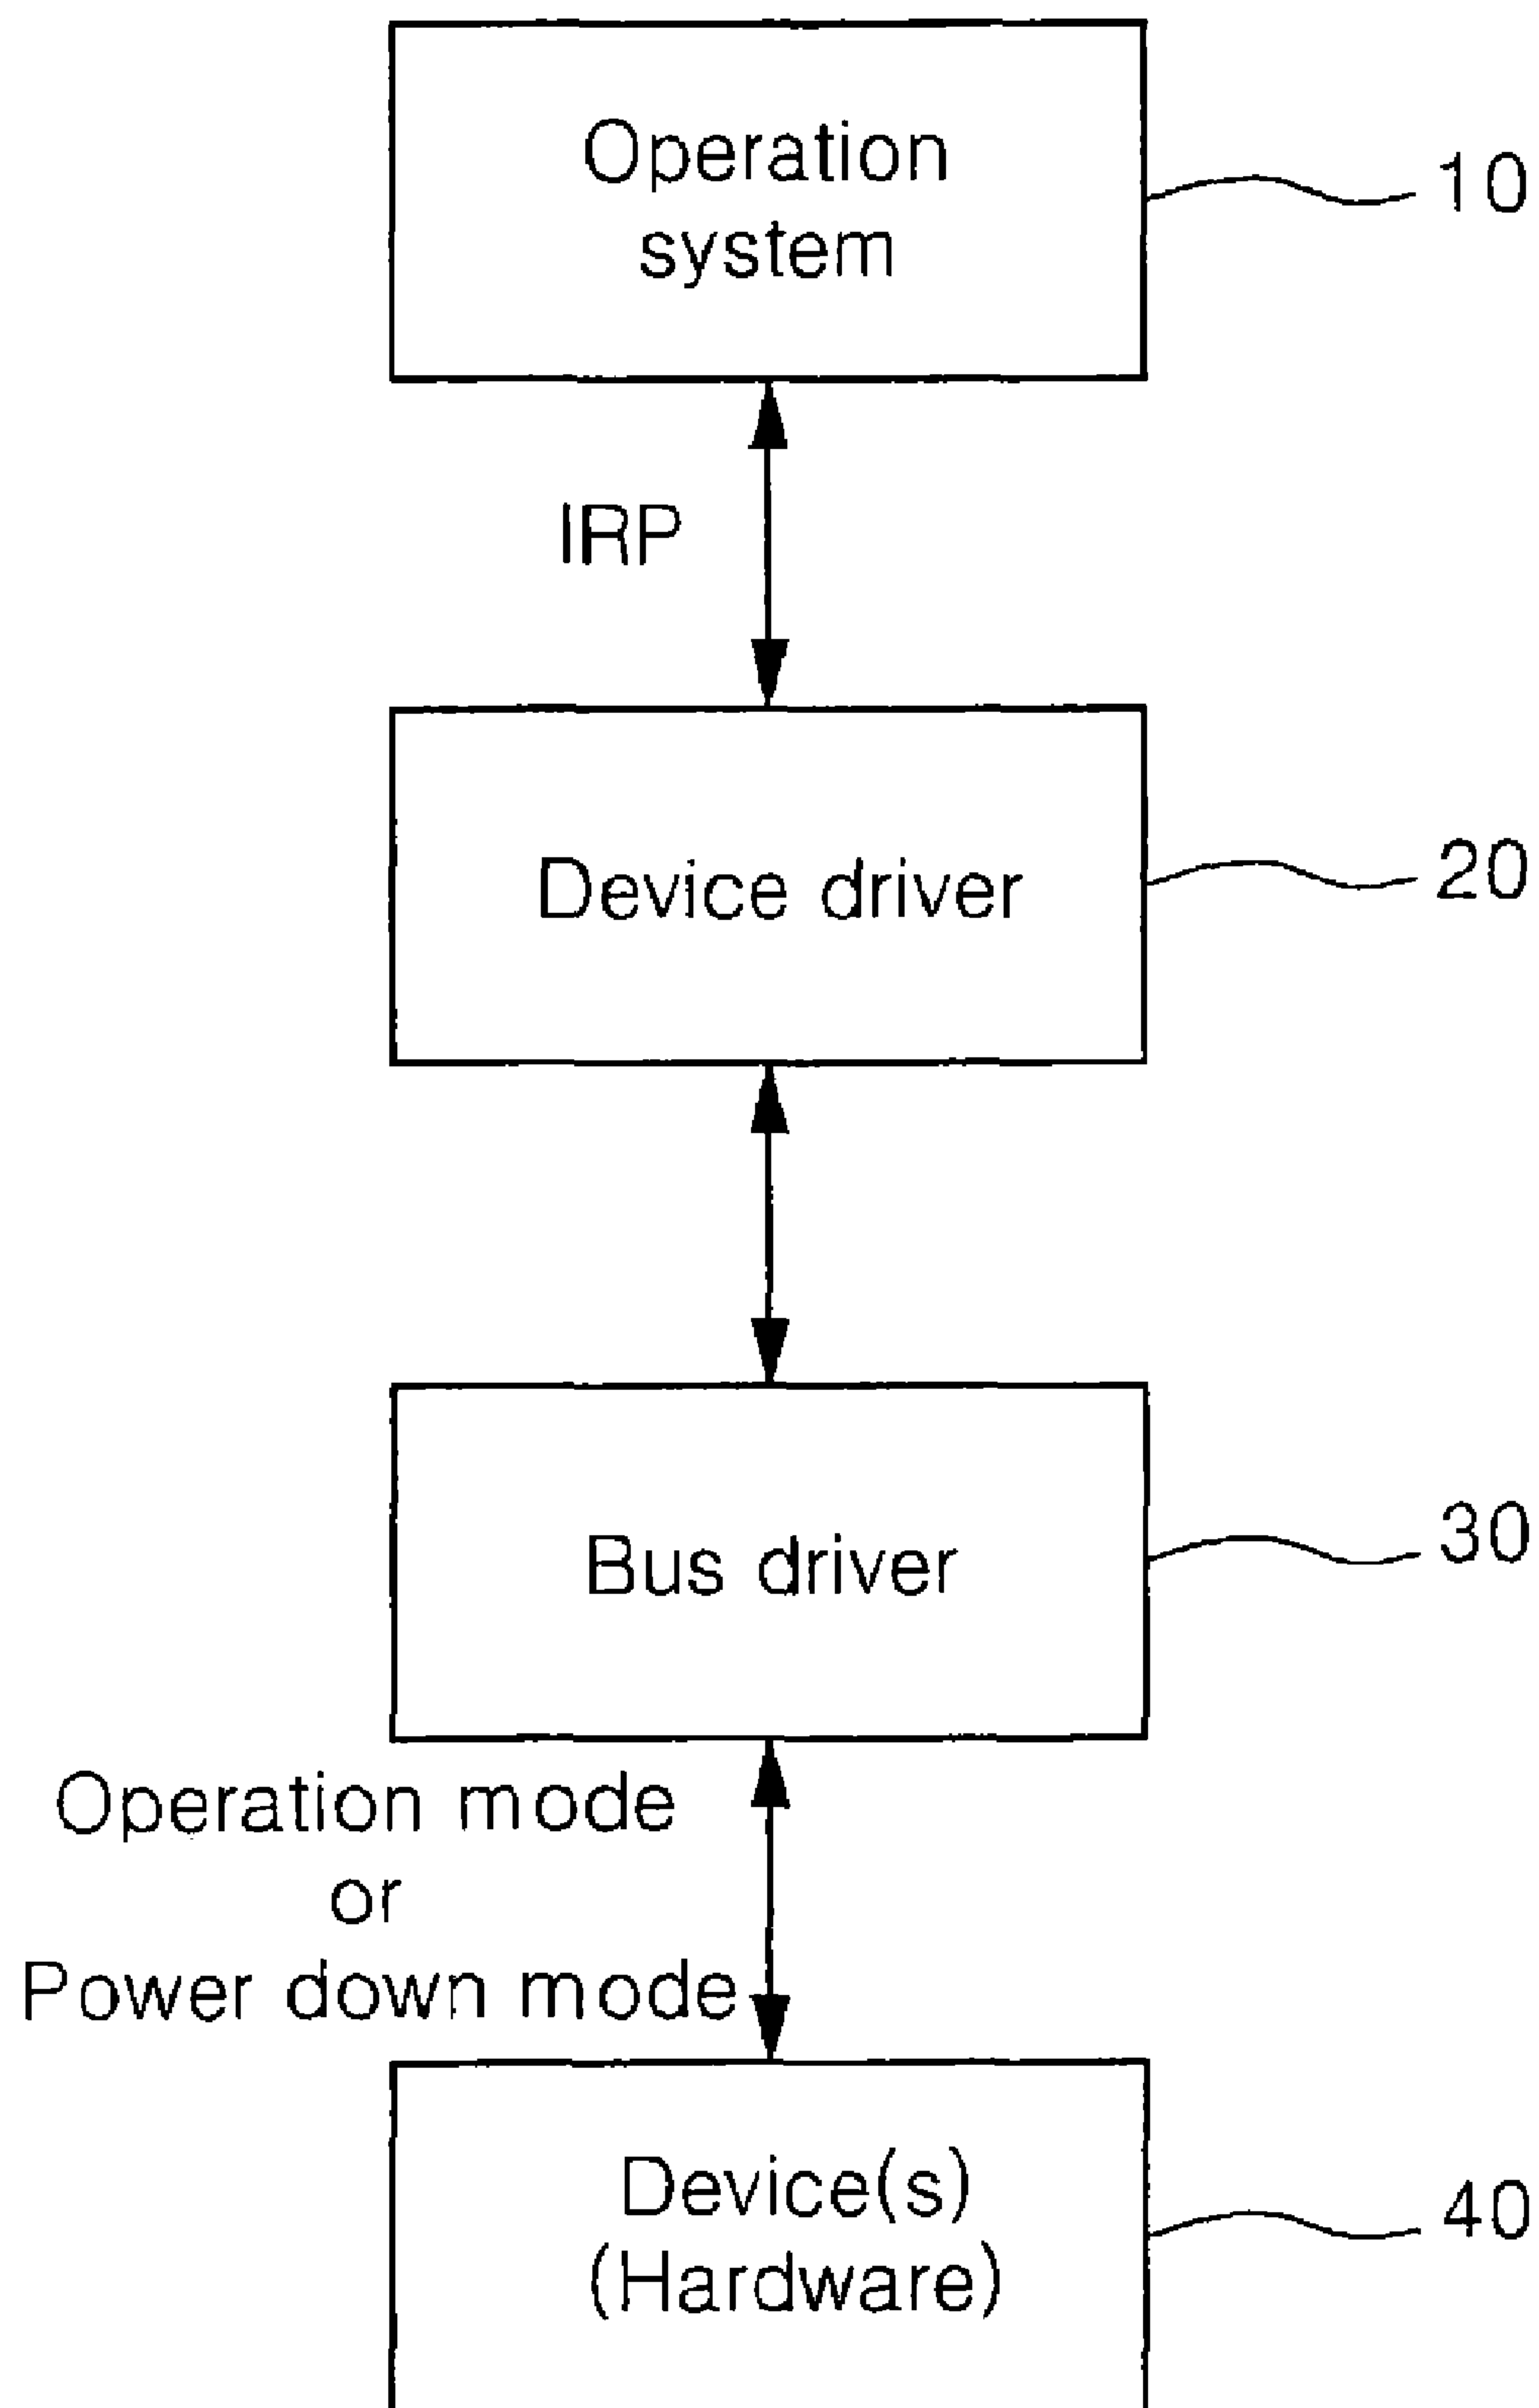 Operation
system
10
IRP
Device driver
20
Bus driver
30
Operation mode
or
Power down mode
Device(s)
(Hardware)
40